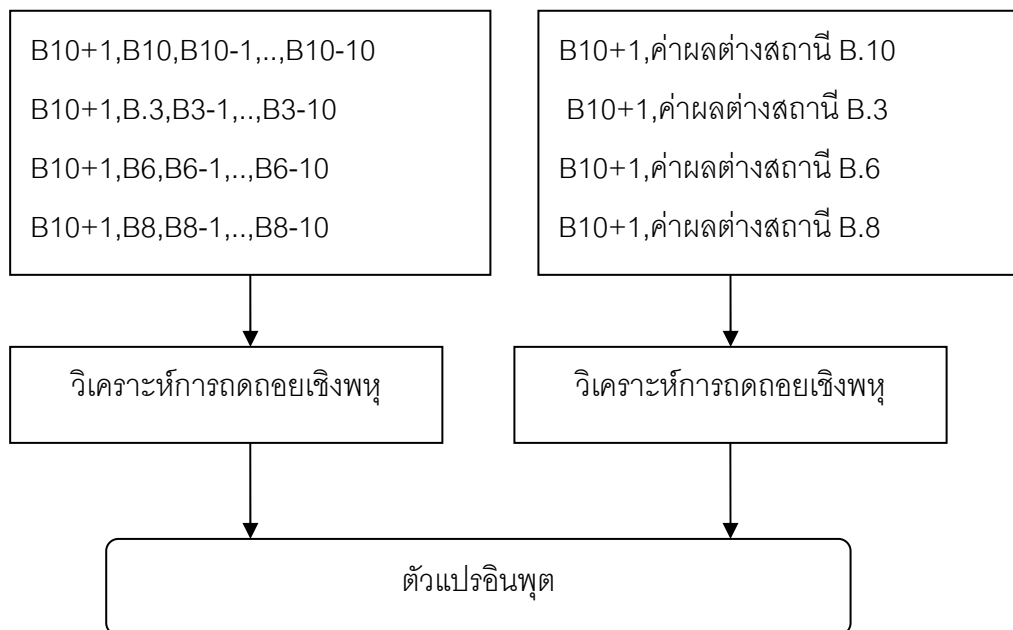 B10+1,B10,B10-1,..,B10-10
B10+1,B.3,B3-1,..,B3-10
B10+1,B6,B6-1,..,B6-10
B10+1,B8,B8-1,..,B8-10
B10+1,ค่าผลต่างสถานี B.10
B10+1,ค่าผลต่างสถานี B.3
B10+1,ค่าผลต่างสถานี B.6
B10+1,ค่าผลต่างสถานี B.8
วิเคราะห์การถดถอยเชิงพหุ
วิเคราะห์การถดถอยเชิงพหุ
ตัวแปรอินพุต